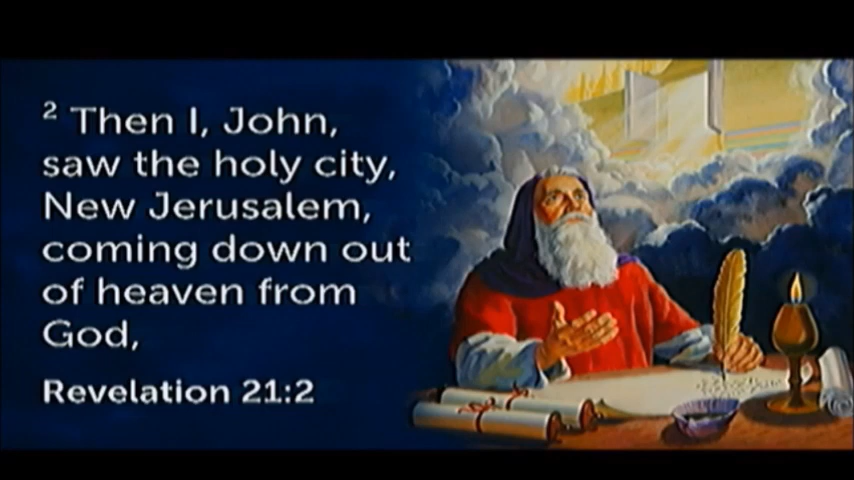 ² Then I, John,
saw the holy city,
New Jerusalem,
coming down out
of heaven from
God,
Revelation 21:2